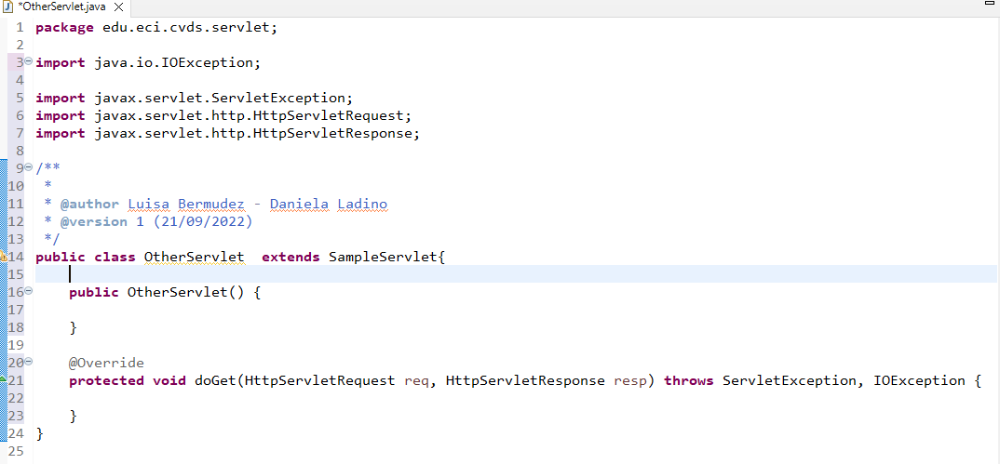 *OtherServlet.java
1 package edu.eci.cvds.servlet;
2
3 import java.io.IOException;
4
5 import javax.servlet.ServletException;
6 import javax.servlet.http.HttpServletRequest;
7 import javax.servlet.http.HttpServletResponse;
8
9 /**
10  *
11  * @author Luisa Bermudez - Daniela Ladino
12  * @version 1 (21/09/2022)
13  */
14 public class OtherServlet  extends SampleServlet{
15
16     public OtherServlet() {
17
18     }
19
20     @Override
21     protected void doGet(HttpServletRequest req, HttpServletResponse resp) throws ServletException, IOException {
22
23     }
24 }
25